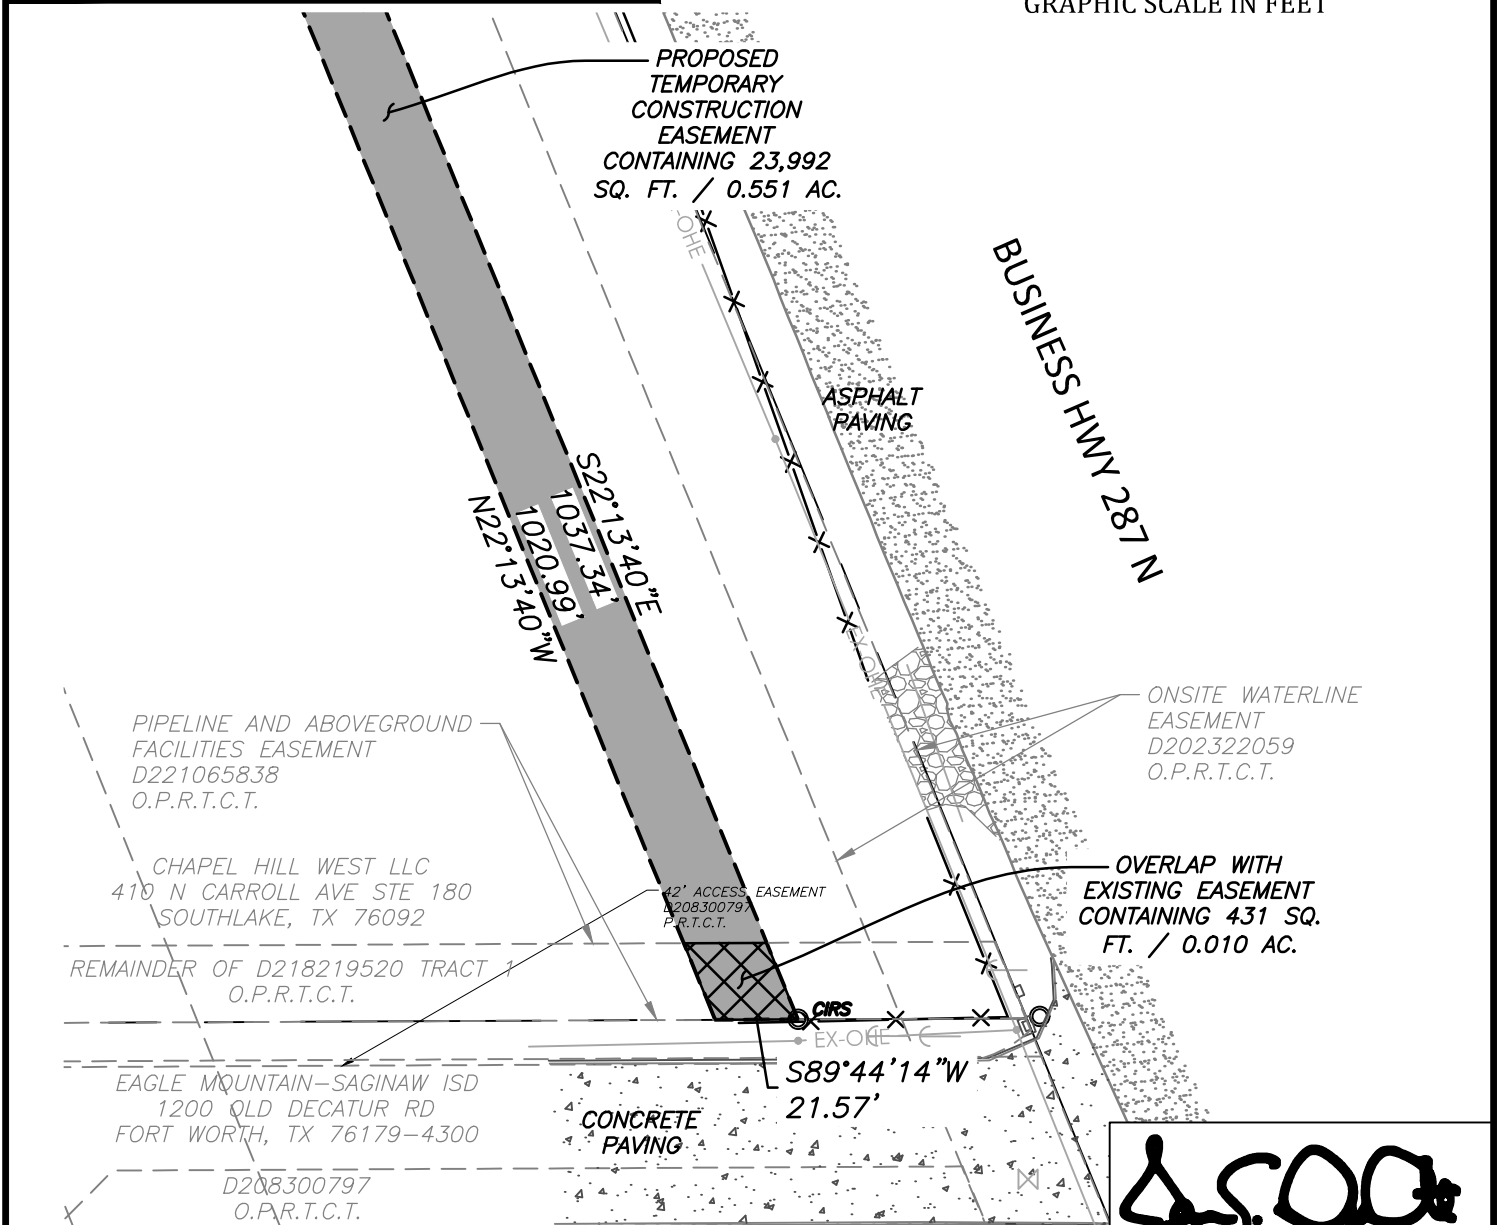 GRAPHIC SCALE IN FEET
PROPOSED
TEMPORARY
CONSTRUCTION
EASEMENT
CONTAINING 23,992
SQ. FT. / 0.551 AC.
-OHE
BUSINESS HWY 287 N
ASPHALT
PAVING
S22°13'40"E
1037.34'
1020.99'
N22°13'40"W
EX-OHE
PIPELINE AND ABOVEGROUND
FACILITIES EASEMENT
D221065838
O.P.R.T.C.T.
ONSITE WATERLINE
EASEMENT
D202322059
O.P.R.T.C.T.
CHAPEL HILL WEST LLC
410 N CARROLL AVE STE 180
SOUTHLAKE, TX 76092
42' ACCESS EASEMENT
D208300797
P.R.T.C.T.
OVERLAP WITH
EXISTING EASEMENT
CONTAINING 431 SQ.
FT. / 0.010 AC.
REMAINDER OF D218219520 TRACT 1
O.P.R.T.C.T.
CIRS
EX-OHE
S89°44'14"W
21.57'
EAGLE MOUNTAIN-SAGINAW ISD
1200 OLD DECATUR RD
FORT WORTH, TX 76179-4300
CONCRETE
PAVING
D208300797
O.P.R.T.C.T.